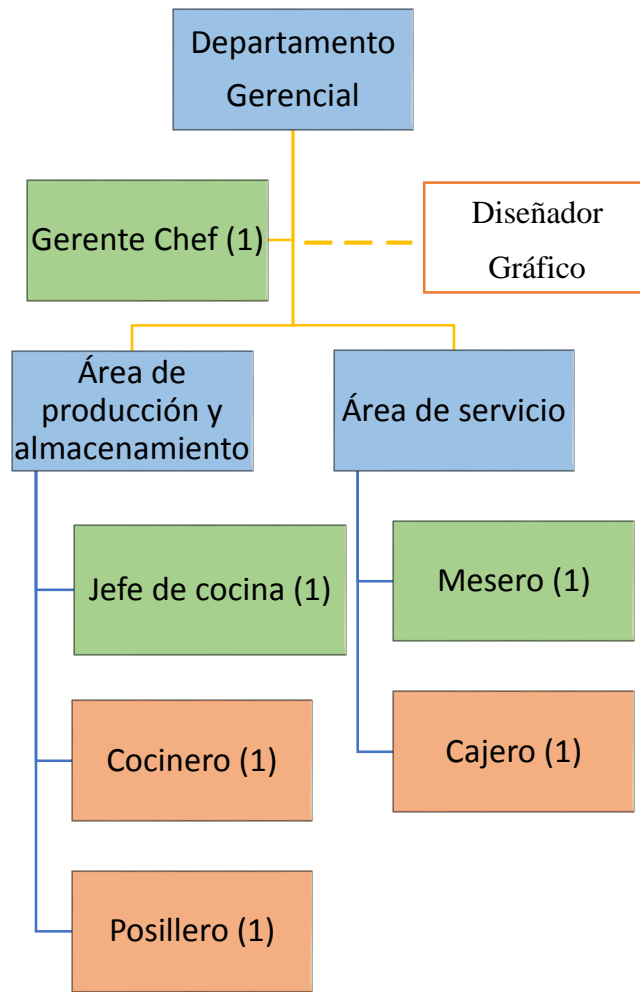 Departamento
Gerencial
Gerente Chef (1)
Diseñador
Gráfico
Área de
producción y
almacenamiento
Área de servicio
Jefe de cocina (1)
Mesero (1)
Cocinero (1)
Cajero (1)
Posillero (1)